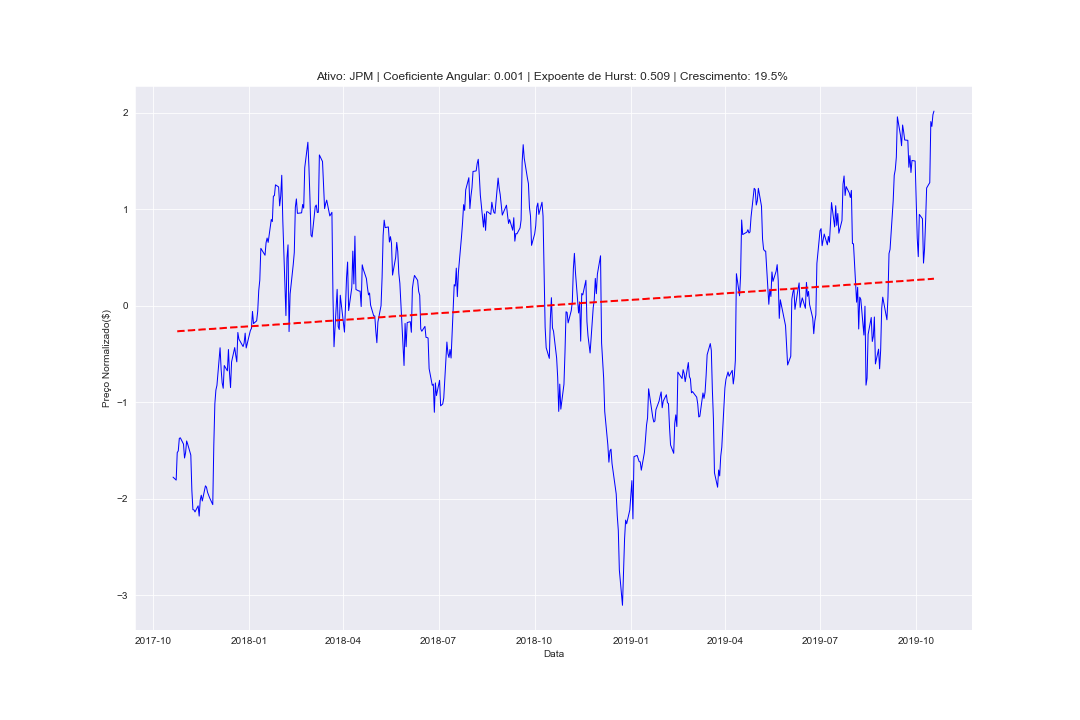 Ativo: JPM | Coeficiente Angular: 0.001 | Expoente de Hurst: 0.509 | Crescimento: 19.5%
Preço Normalizado($)
2
1
0
−1
−2
−3
2017-10 2018-01 2018-04 2018-07 2018-10 2019-01 2019-04 2019-07 2019-10
Data